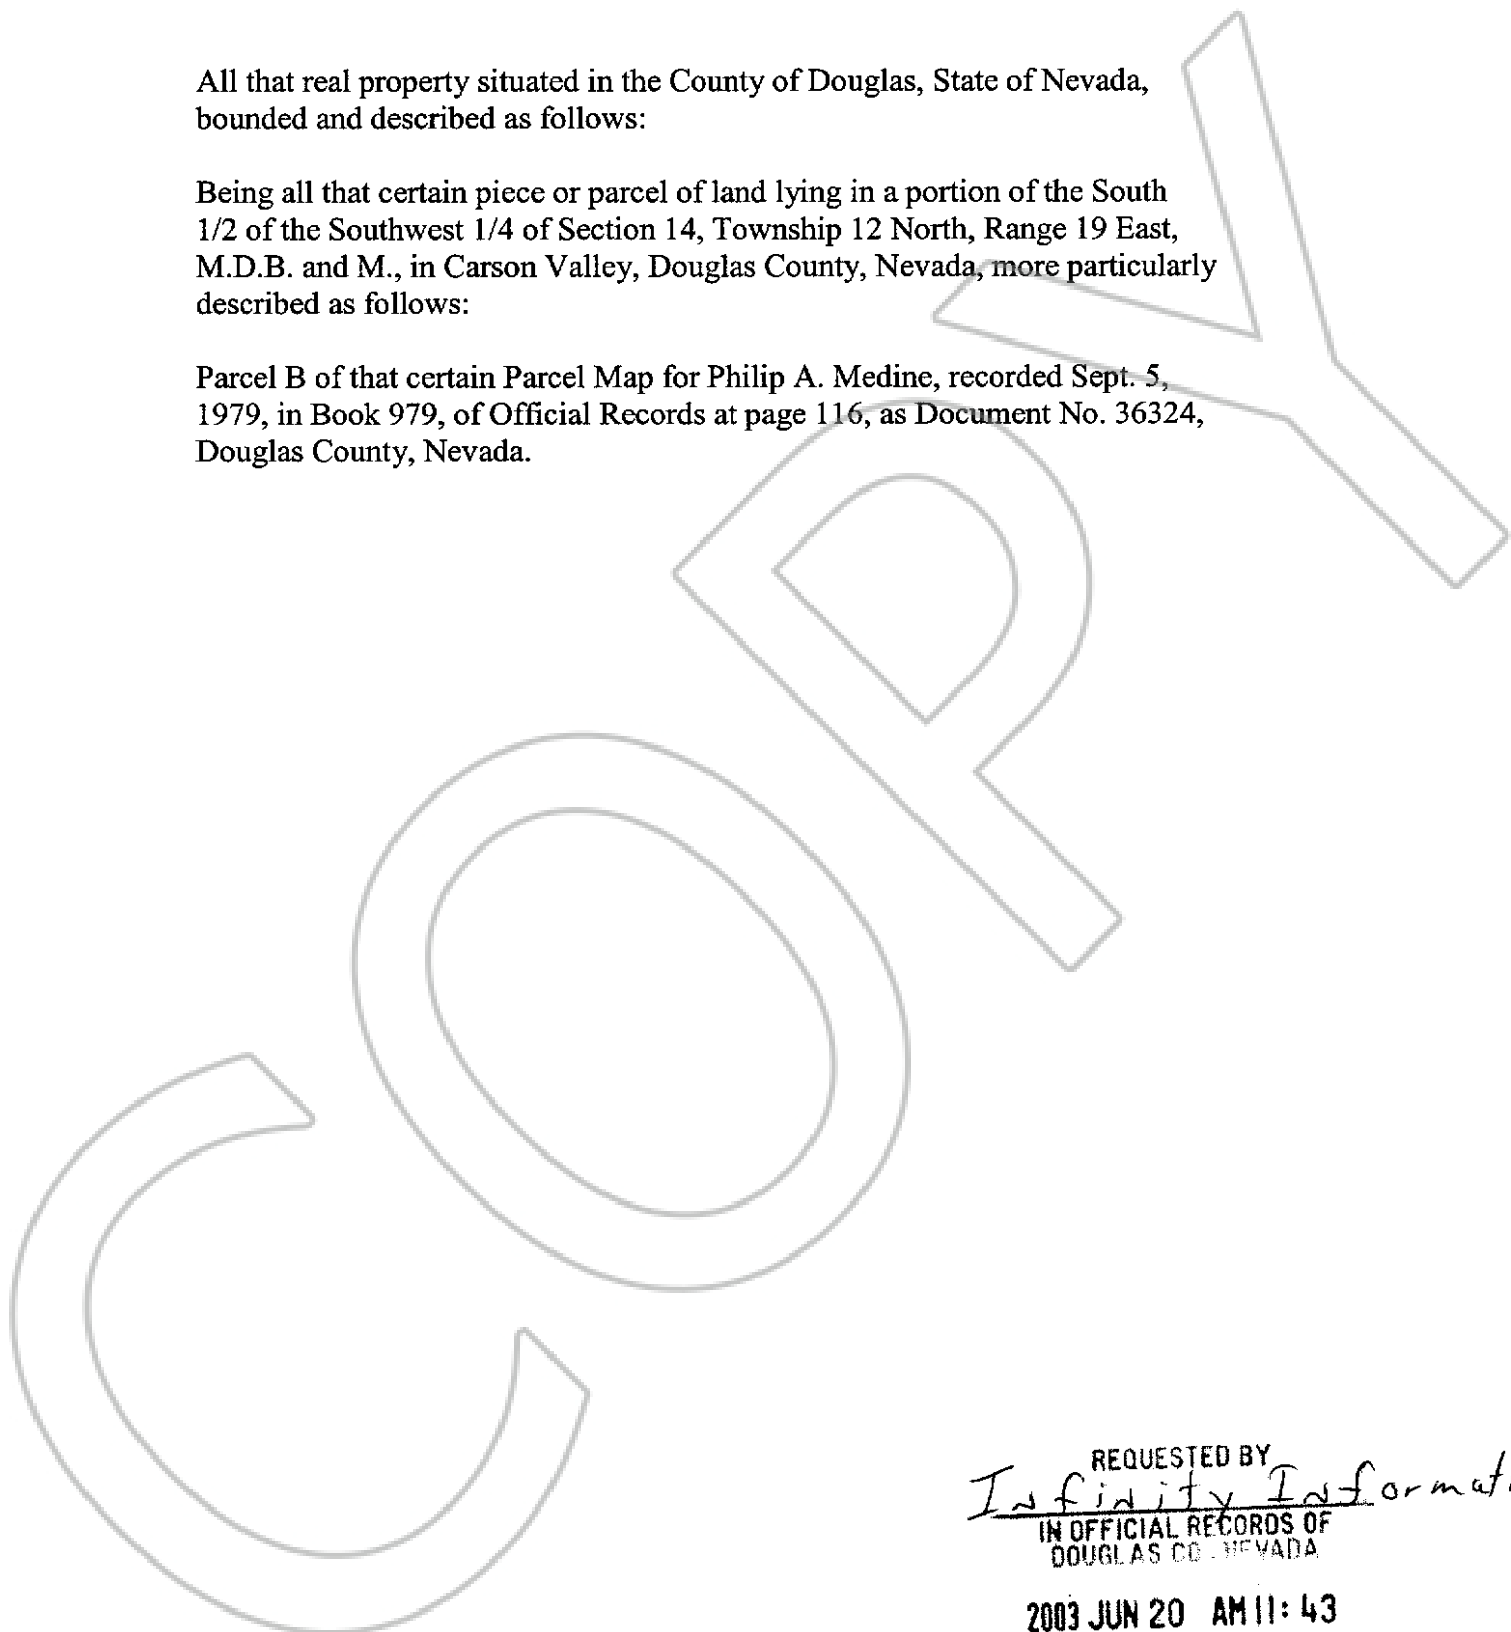 All that real property situated in the County of Douglas, State of Nevada,
bounded and described as follows:
Being all that certain piece or parcel of land lying in a portion of the South
1/2 of the Southwest 1/4 of Section 14, Township 12 North, Range 19 East,
M.D.B. and M., in Carson Valley, Douglas County, Nevada, more particularly
described as follows:
Parcel B of that certain Parcel Map for Philip A. Medine, recorded Sept. 5,
1979, in Book 979, of Official Records at page 116, as Document No. 36324,
Douglas County, Nevada.
COPY
REQUESTED BY
Infinity Informat
IN OFFICIAL RECORDS OF
DOUGLAS CO. NEVADA
2003 JUN 20 AM 11: 43